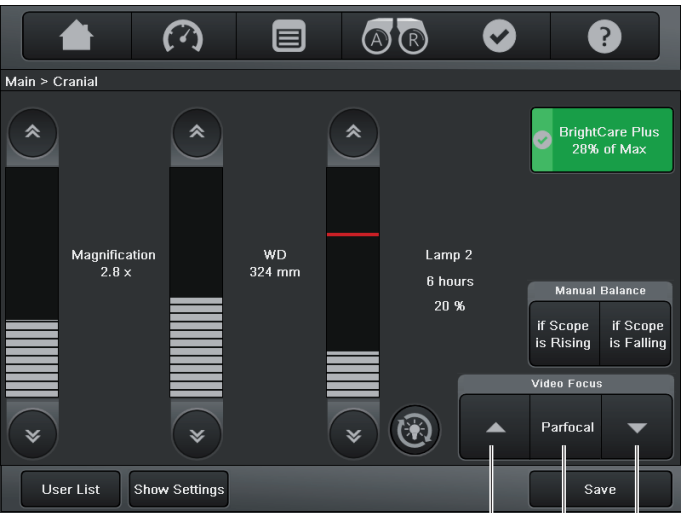 A R ?
Main > Cranial
BrightCare Plus
28% of Max
Magnification
2.8 x
WD
324 mm
Lamp 2
6 hours
20 %
Manual Balance
if Scope
is Rising
if Scope
is Falling
Video Focus
Parfocal
User List
Show Settings
Save